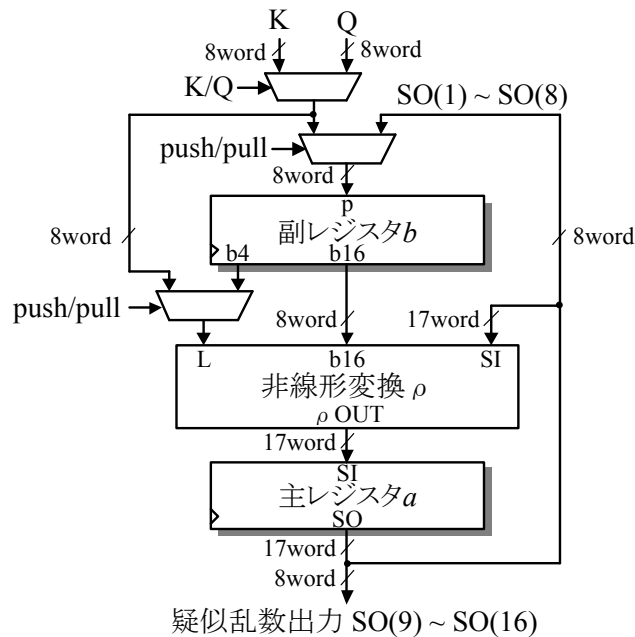 K Q
8word 8word
K/Q
SO(1) ~ SO(8)
push/pull
8word
p
副レジスタb
8word
8word
b4 b16
push/pull
8word
17word
L b16 SI
非線形変換 ρ
ρ OUT
17word
SI
主レジスタa
SO
17word
8word
疑似乱数出力 SO(9) ~ SO(16)